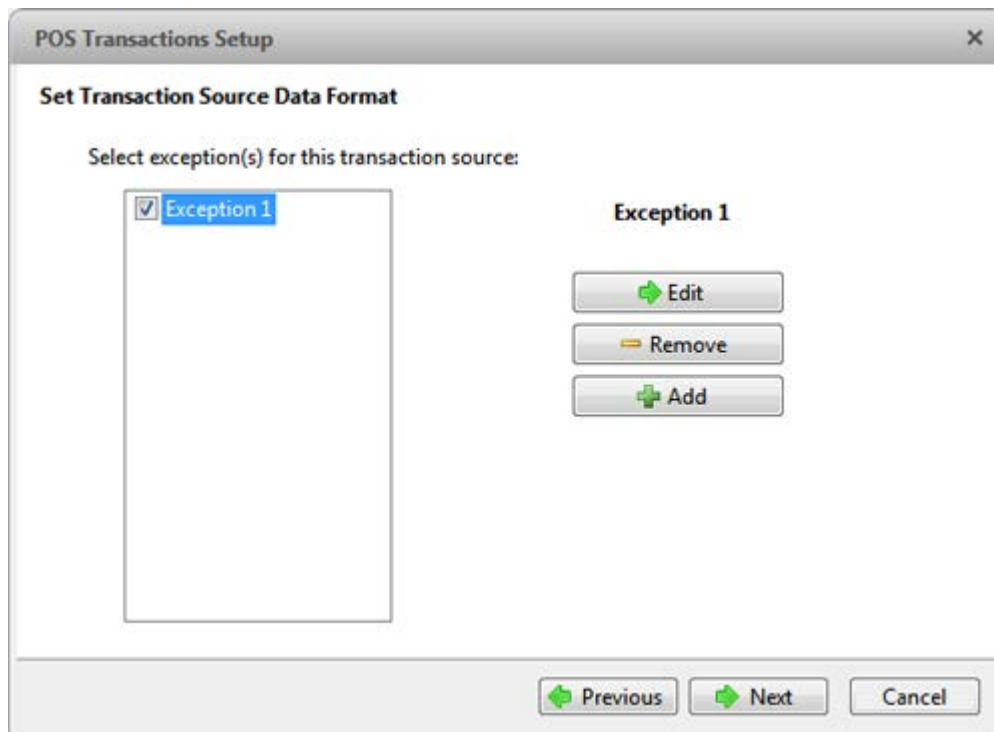 POS Transactions Setup
Set Transaction Source Data Format
Select exception(s) for this transaction source:
Exception 1
Exception 1
Edit
Remove
Add
Previous
Next
Cancel